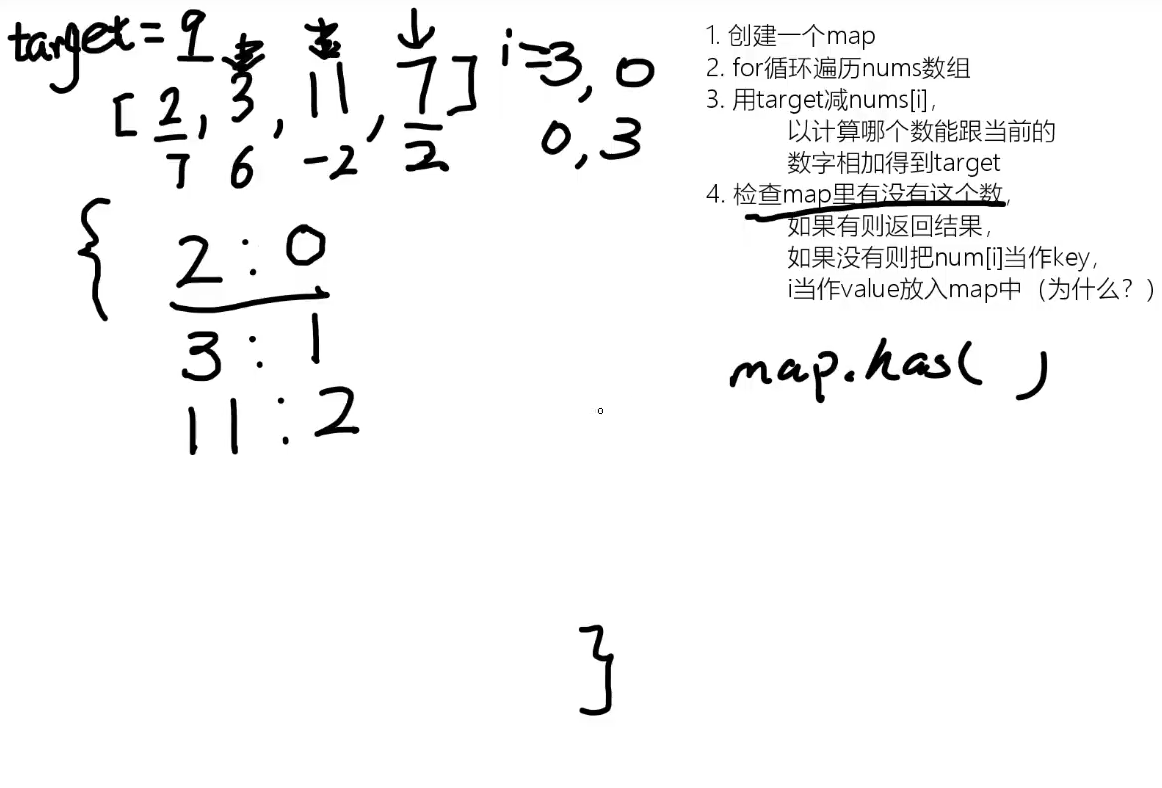 target = 9
[ 2, 3, 11, 7 ] i=3, 0
7 6 -2 2 0, 3
{
2 : 0
3 : 1
11 : 2
}
1. 创建一个map
2. for循环遍历nums数组
3. 用target减nums[i],
以计算哪个数能跟当前的
数字相加得到target
4. 检查map里有没有这个数,
如果有则返回结果,
如果没有则把num[i]当作key,
i当作value放入map中（为什么？）
map.has( )